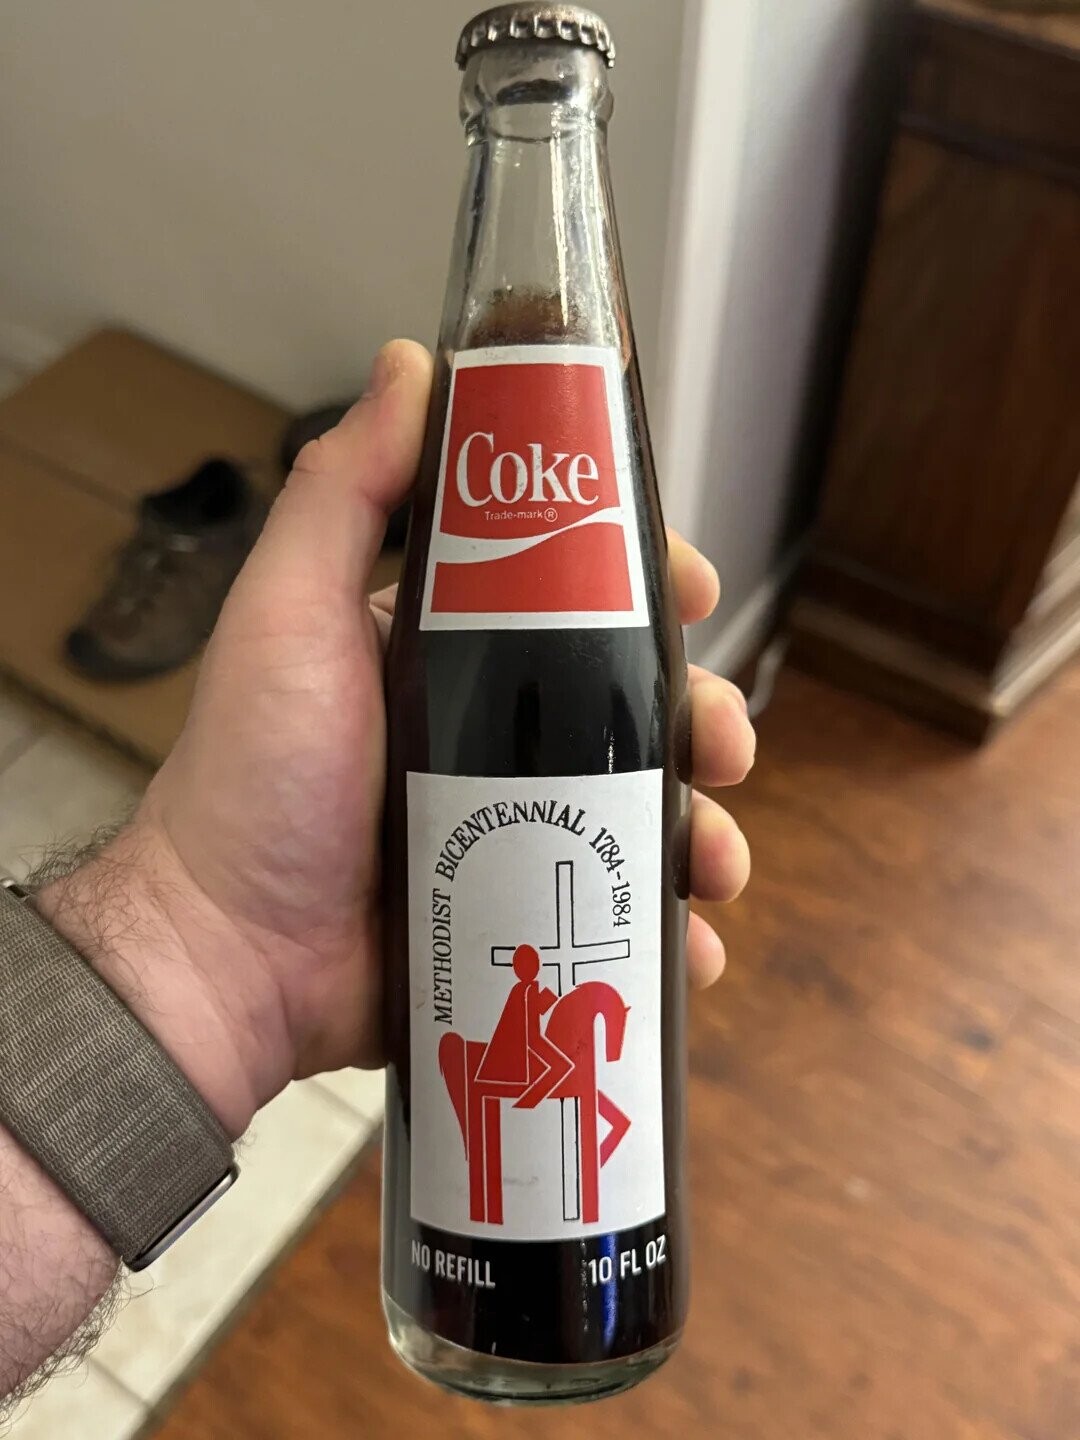 Coke
Trade-mark®
METHODIST BICENTENNIAL 1784-1984
NO REFILL
10 FL OZ